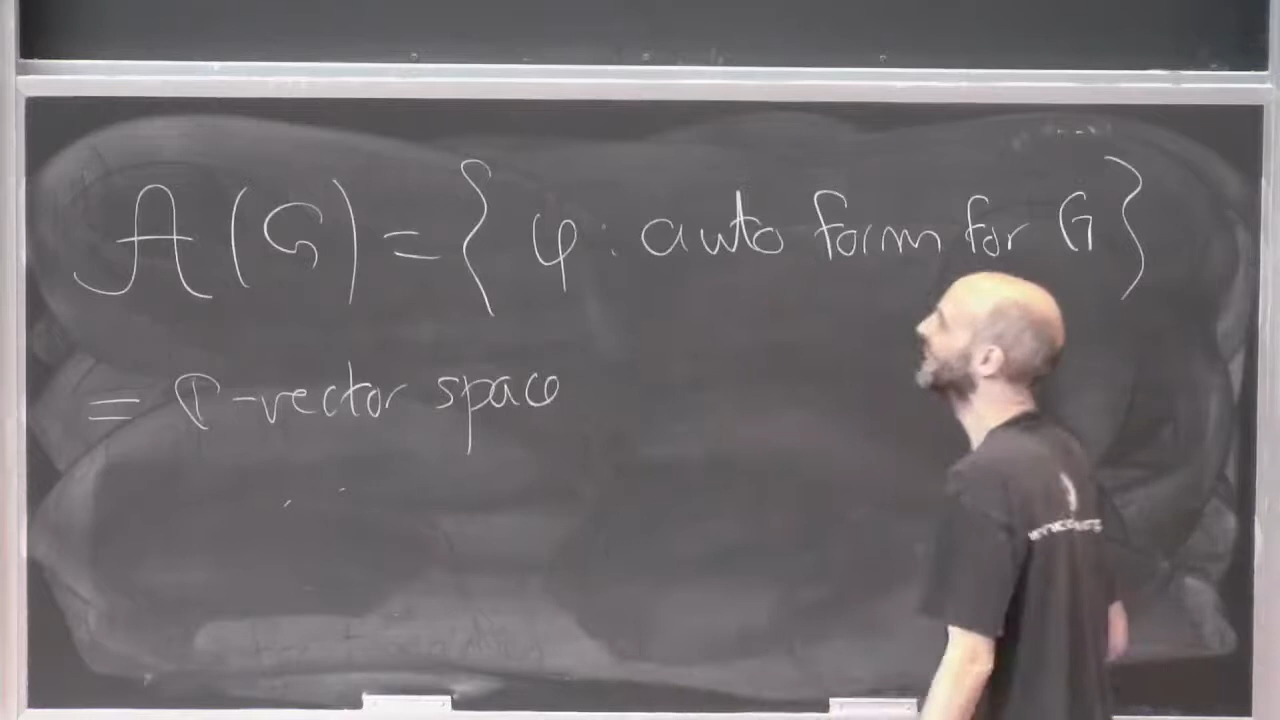 𝒜(G) = { φ : auto form for G }
= ℂ-vector space